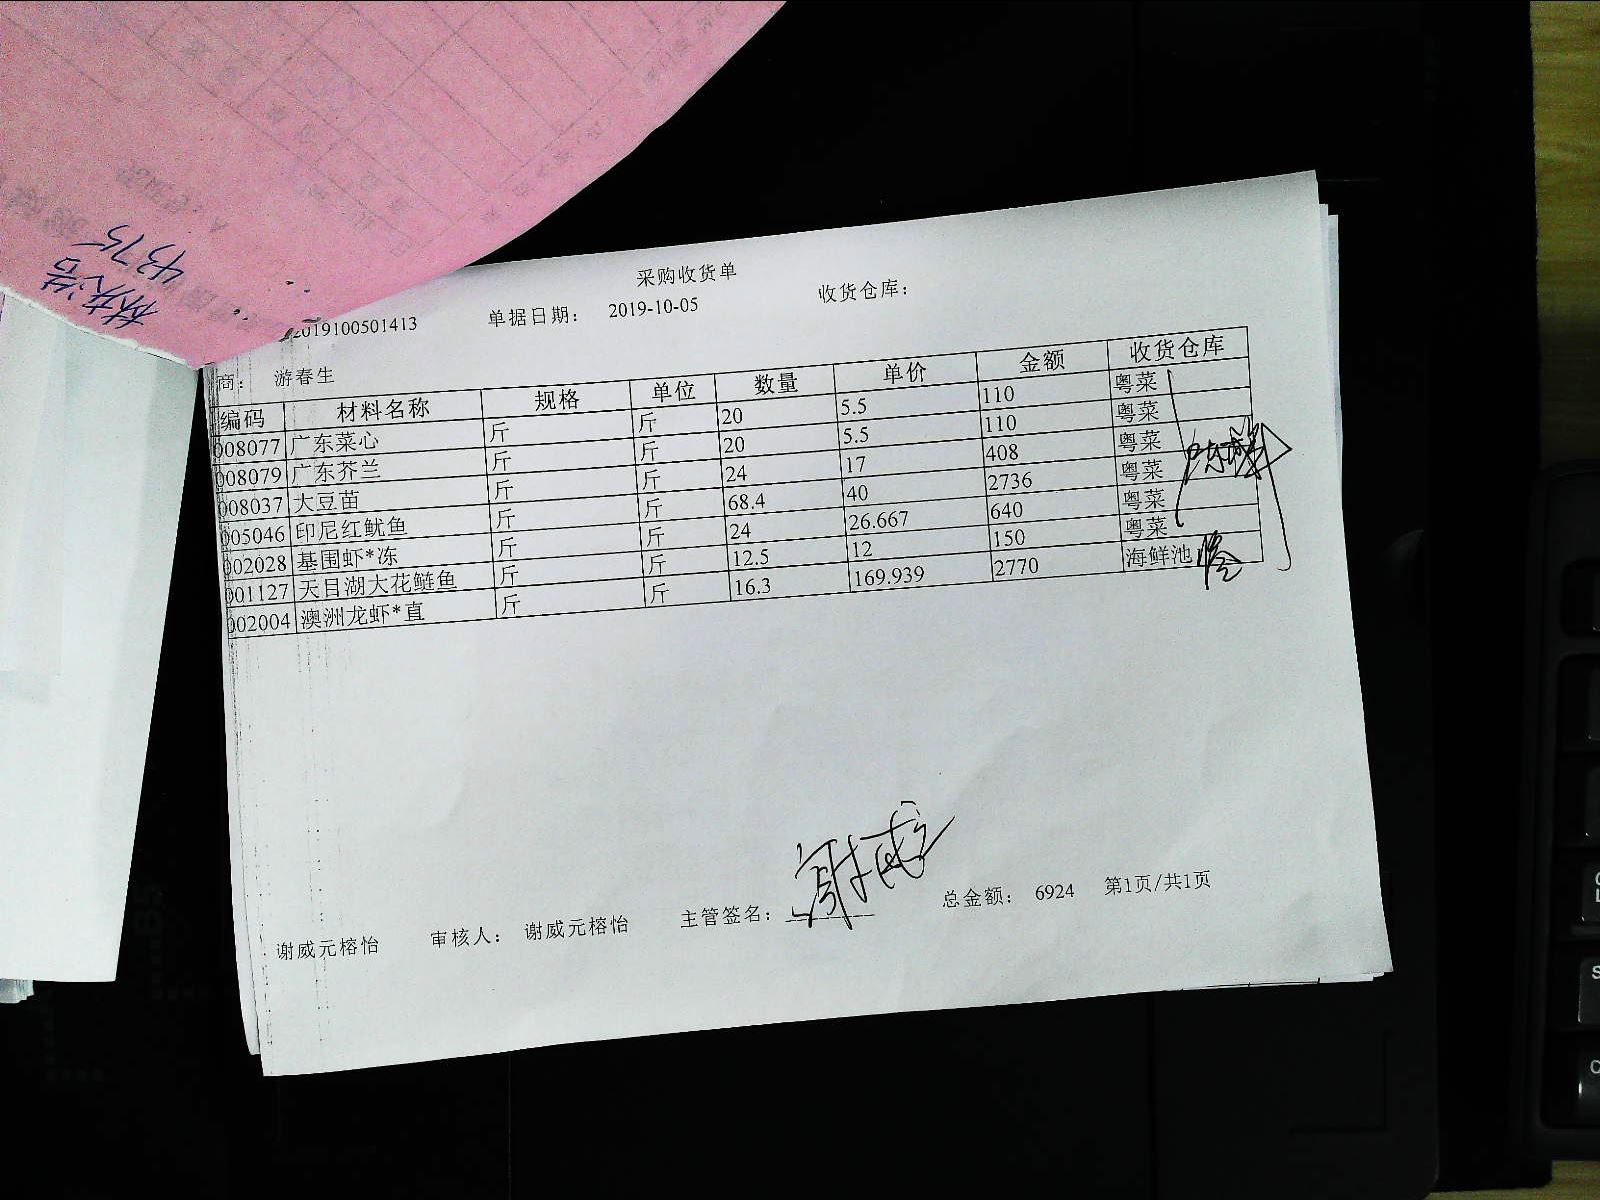 4375
采购收货单
2019100501413 单据日期： 2019-10-05 收货仓库：
商： 游春生
编码 材料名称 规格 单位 数量 单价 金额 收货仓库
008077 广东菜心 斤 斤 20 5.5 110 粤菜
008079 广东芥兰 斤 斤 20 5.5 110 粤菜
008037 大豆苗 斤 斤 24 17 408 粤菜
005046 印尼红鱿鱼 斤 斤 68.4 40 2736 粤菜
002028 基围虾*冻 斤 斤 24 26.667 640 粤菜
001127 天目湖大花鲢鱼 斤 斤 12.5 12 150 粤菜
002004 澳洲龙虾*直 斤 斤 16.3 169.939 2770 海鲜池
谢威元榕怡 审核人： 谢威元榕怡 主管签名： 谢威元 总金额： 6924 第1页/共1页